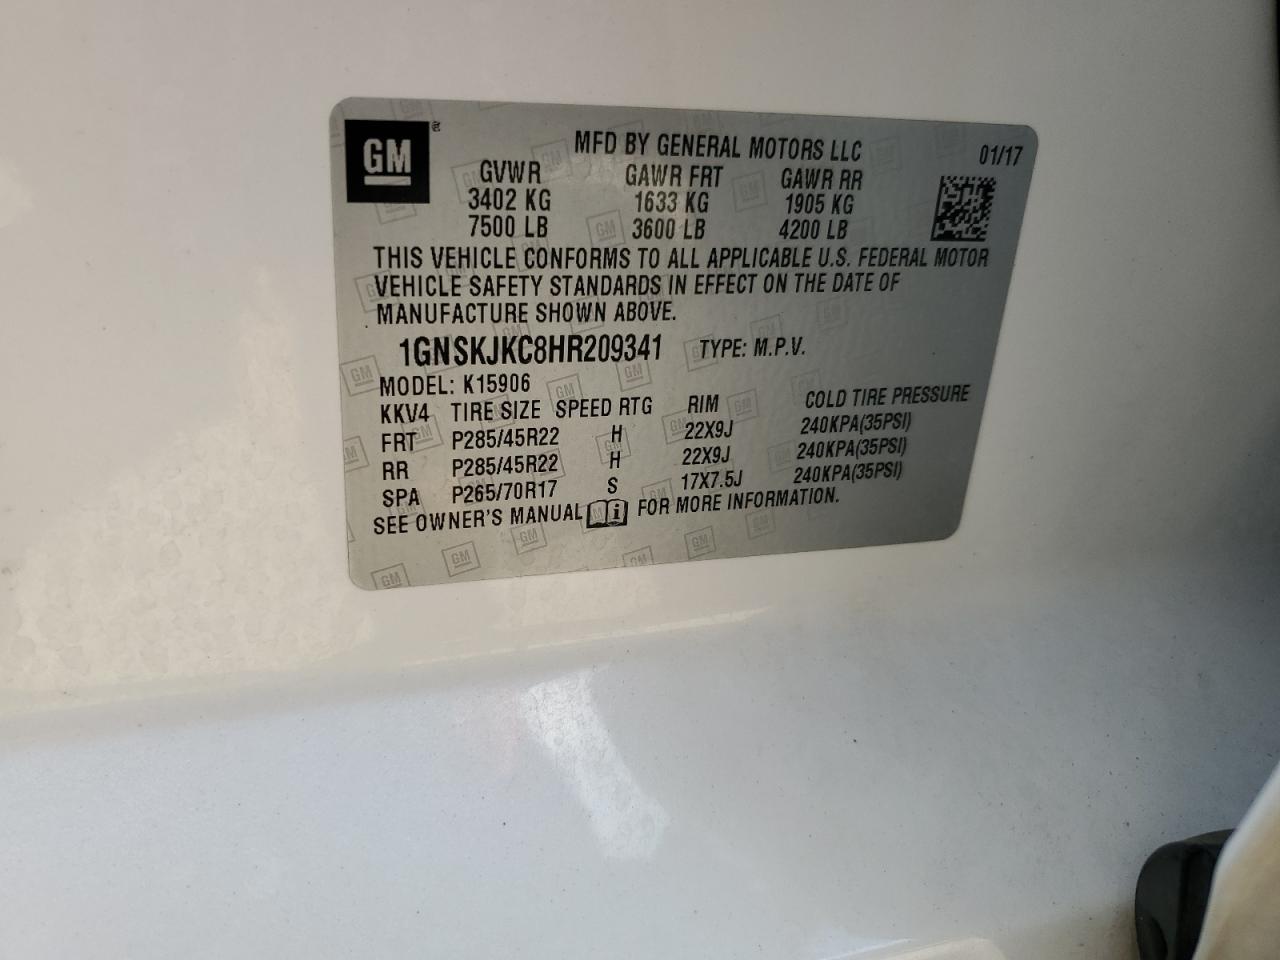 GM ®
MFD BY GENERAL MOTORS LLC 01/17
GVWR GAWR FRT GAWR RR
3402 KG 1633 KG 1905 KG
7500 LB 3600 LB 4200 LB
THIS VEHICLE CONFORMS TO ALL APPLICABLE U.S. FEDERAL MOTOR
VEHICLE SAFETY STANDARDS IN EFFECT ON THE DATE OF
MANUFACTURE SHOWN ABOVE.
1GNSKJKC8HR209341 TYPE: M.P.V.
MODEL: K15906
KKV4 TIRE SIZE SPEED RTG RIM COLD TIRE PRESSURE
FRT P285/45R22 H 22X9J 240KPA(35PSI)
RR P285/45R22 H 22X9J 240KPA(35PSI)
SPA P265/70R17 S 17X7.5J 240KPA(35PSI)
SEE OWNER'S MANUAL i FOR MORE INFORMATION.